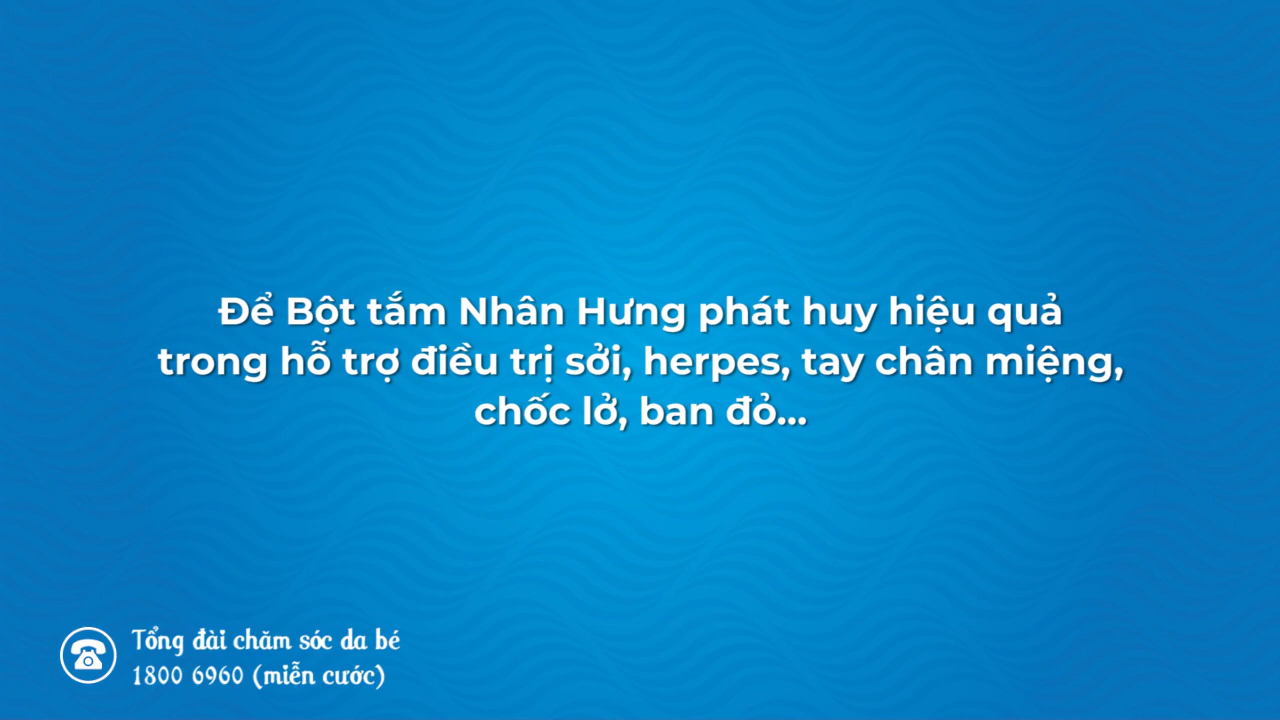 Để Bột tắm Nhân Hưng phát huy hiệu quả
trong hỗ trợ điều trị sởi, herpes, tay chân miệng,
chốc lở, ban đỏ...
Tổng đài chăm sóc da bé
1800 6960 (miễn cước)